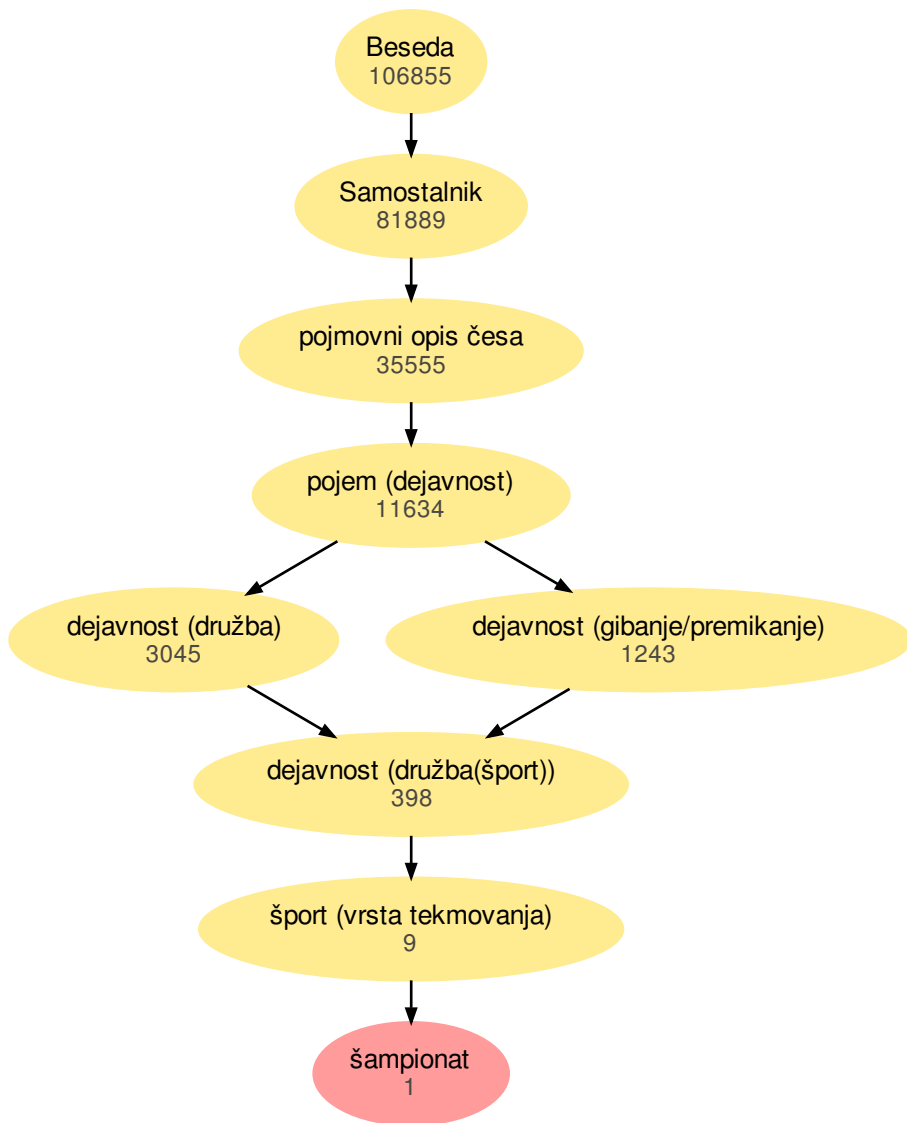 Beseda
106855
Samostalnik
81889
pojmovni opis česa
35555
pojem (dejavnost)
11634
dejavnost (družba)
3045
dejavnost (gibanje/premikanje)
1243
dejavnost (družba(šport))
398
šport (vrsta tekmovanja)
9
šampionat
1